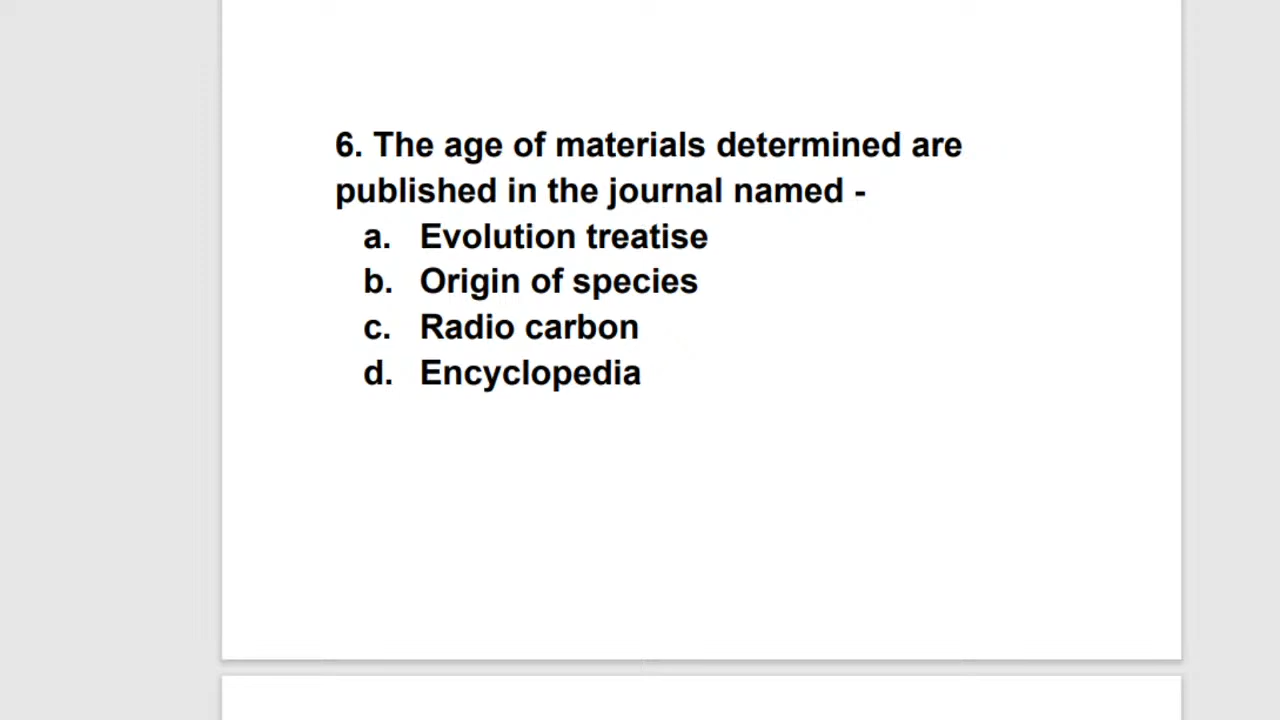 6. The age of materials determined are
published in the journal named -
a. Evolution treatise
b. Origin of species
c. Radio carbon
d. Encyclopedia